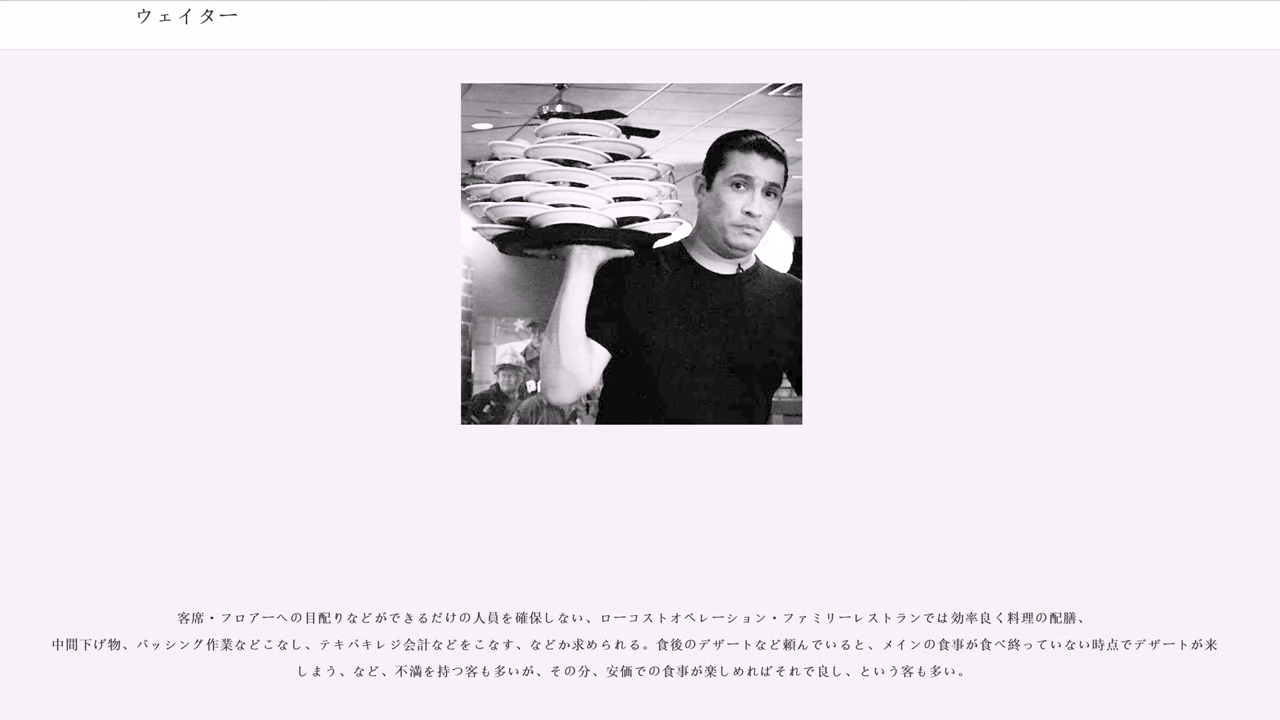 ウェイター
客席・フロアーへの目配りなどができるだけの人員を確保しない、ローコストオペレーション・ファミリーレストランでは効率良く料理の配膳、
中間下げ物、バッシング作業などこなし、テキパキレジ会計などをこなす、などか求められる。食後のデザートなど頼んでいると、メインの食事が食べ終っていない時点でデザートが来
しまう、など、不満を持つ客も多いが、その分、安価での食事が楽しめればそれで良し、という客も多い。